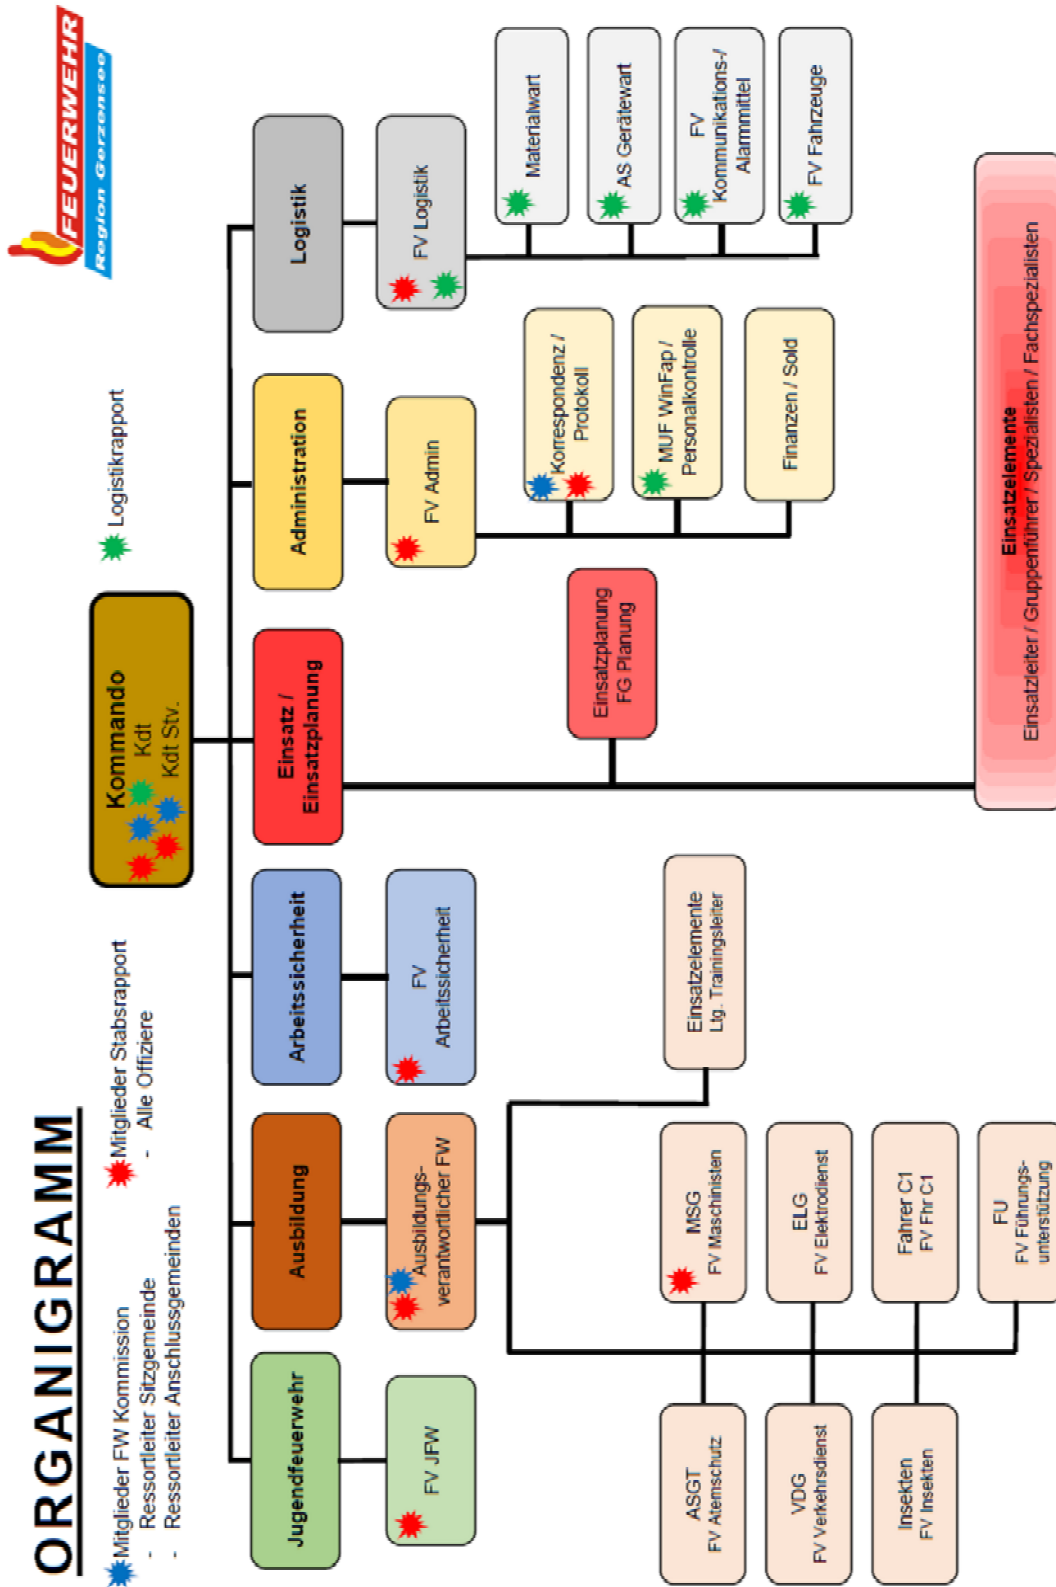 ORGANIGRAMM
FEUERWEHR
Region Gerzensee
Mitglieder FW Kommission
- Ressortleiter Sitzgemeinde
- Ressortleiter Anschlussgemeinden
Mitglieder Stabsrapport
- Alle Offiziere
Logistikrapport
Kommando
Kdt
Kdt Stv.
Jugendfeuerwehr
FV JFW
Ausbildung
Ausbildungs-
verantwortlicher FW
ASGT
FV Atemschutz
MSG
FV Maschinisten
VDG
FV Verkehrsdienst
ELG
FV Elektrodienst
Insekten
FV Insekten
Fahrer C1
FV Fhr C1
FU
FV Führungs-
unterstützung
Einsatzelemente
Ltg. Trainingsleiter
Arbeitssicherheit
FV
Arbeitssicherheit
Einsatz /
Einsatzplanung
Einsatzplanung
FG Planung
Einsatzelemente
Einsatzleiter / Gruppenführer / Spezialisten / Fachspezialisten
Administration
FV Admin
Korrespondenz /
Protokoll
MUF WinFap /
Personalkontrolle
Finanzen / Sold
Logistik
FV Logistik
Materialwart
AS Gerätewart
FV
Kommunikations-/
Alarmmittel
FV Fahrzeuge